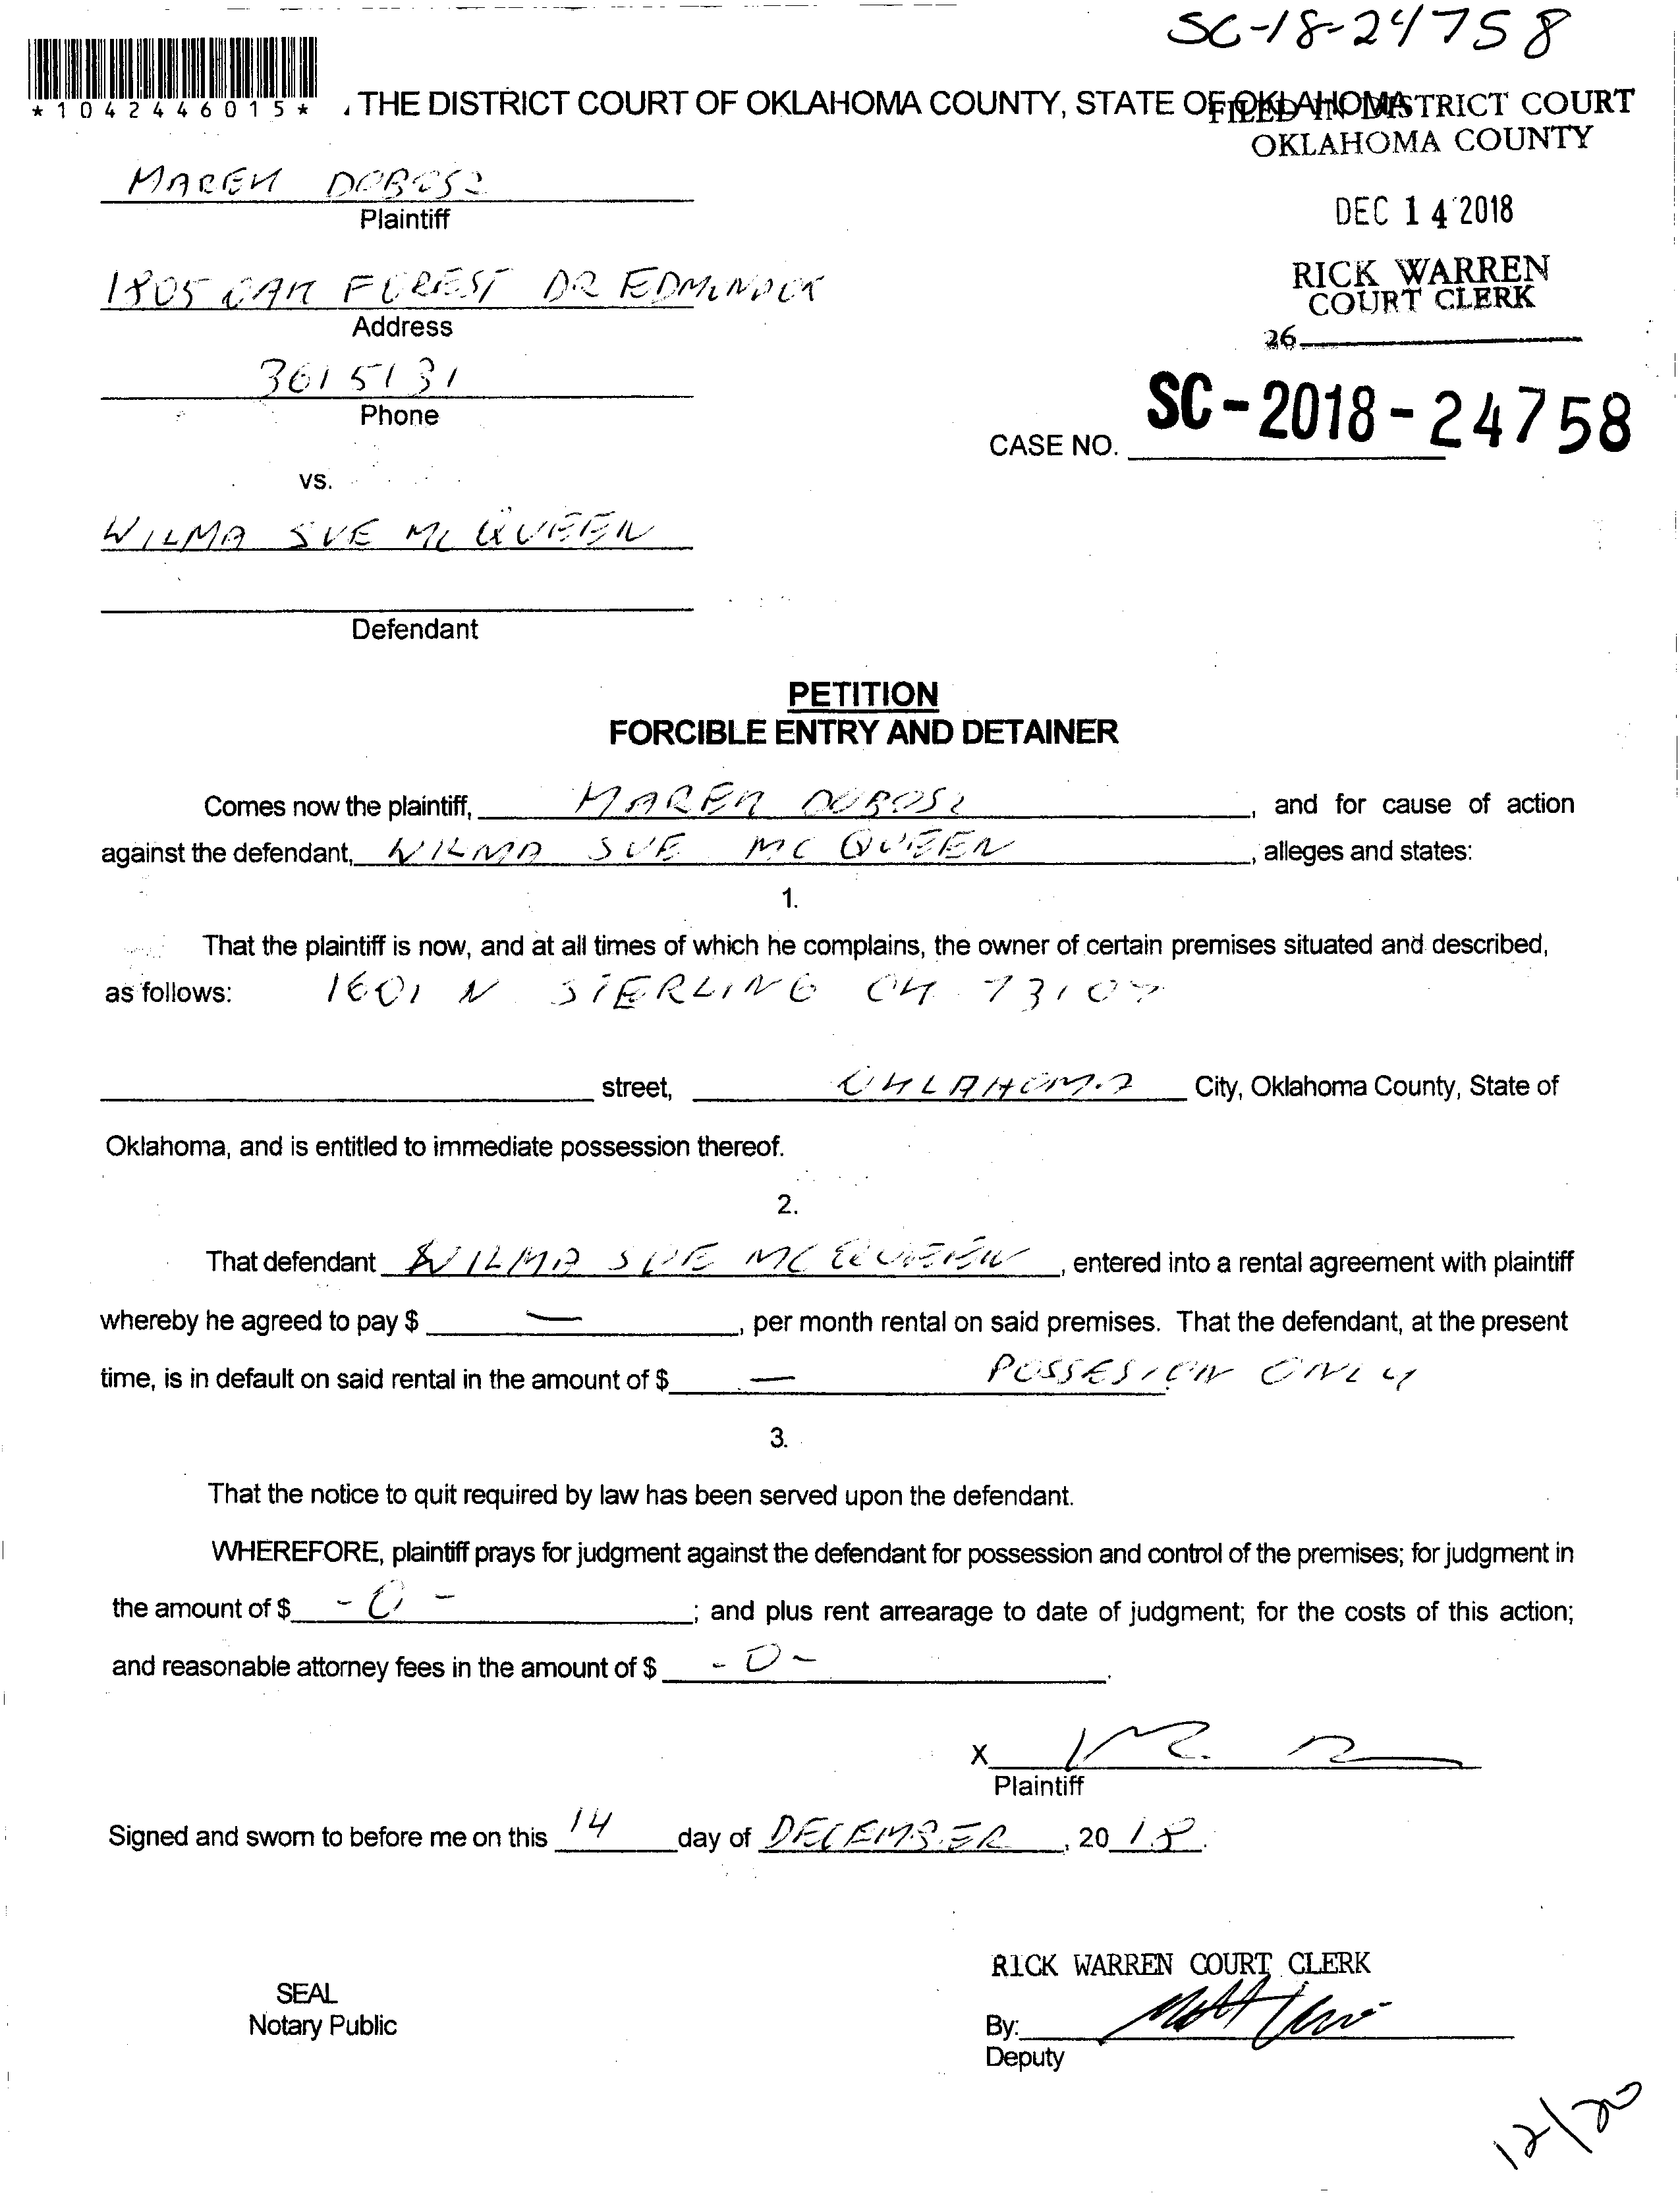 SC-18-24758
*1042446015*
THE DISTRICT COURT OF OKLAHOMA COUNTY, STATE OF OKLAHOMA
FILED IN DISTRICT COURT
OKLAHOMA COUNTY
MAREK DOBOSZ
Plaintiff
DEC 14 2018
1805 OAK FOREST DR EDMOND OK
Address
RICK WARREN
COURT CLERK
26
3615131
Phone
CASE NO. SC-2018-24758
vs.
WILMA SUE MC QUEEN
Defendant
PETITION
FORCIBLE ENTRY AND DETAINER
Comes now the plaintiff, MAREK DOBOSZ, and for cause of action
against the defendant, WILMA SUE MC QUEEN, alleges and states:
1.
That the plaintiff is now, and at all times of which he complains, the owner of certain premises situated and described,
as follows: 1601 N STERLING OK
street, OKLAHOMA City, Oklahoma County, State of
Oklahoma, and is entitled to immediate possession thereof.
2.
That defendant WILMA SUE MC QUEEN, entered into a rental agreement with plaintiff
whereby he agreed to pay $ —, per month rental on said premises. That the defendant, at the present
time, is in default on said rental in the amount of $ — POSSESION ONLY
3.
That the notice to quit required by law has been served upon the defendant.
WHEREFORE, plaintiff prays for judgment against the defendant for possession and control of the premises; for judgment in
the amount of $ -0-; and plus rent arrearage to date of judgment; for the costs of this action;
and reasonable attorney fees in the amount of $ -0-.
X
Plaintiff
Signed and sworn to before me on this 14 day of DECEMBER, 2018.
RICK WARREN COURT CLERK
SEAL
Notary Public
By:
Deputy
12/20